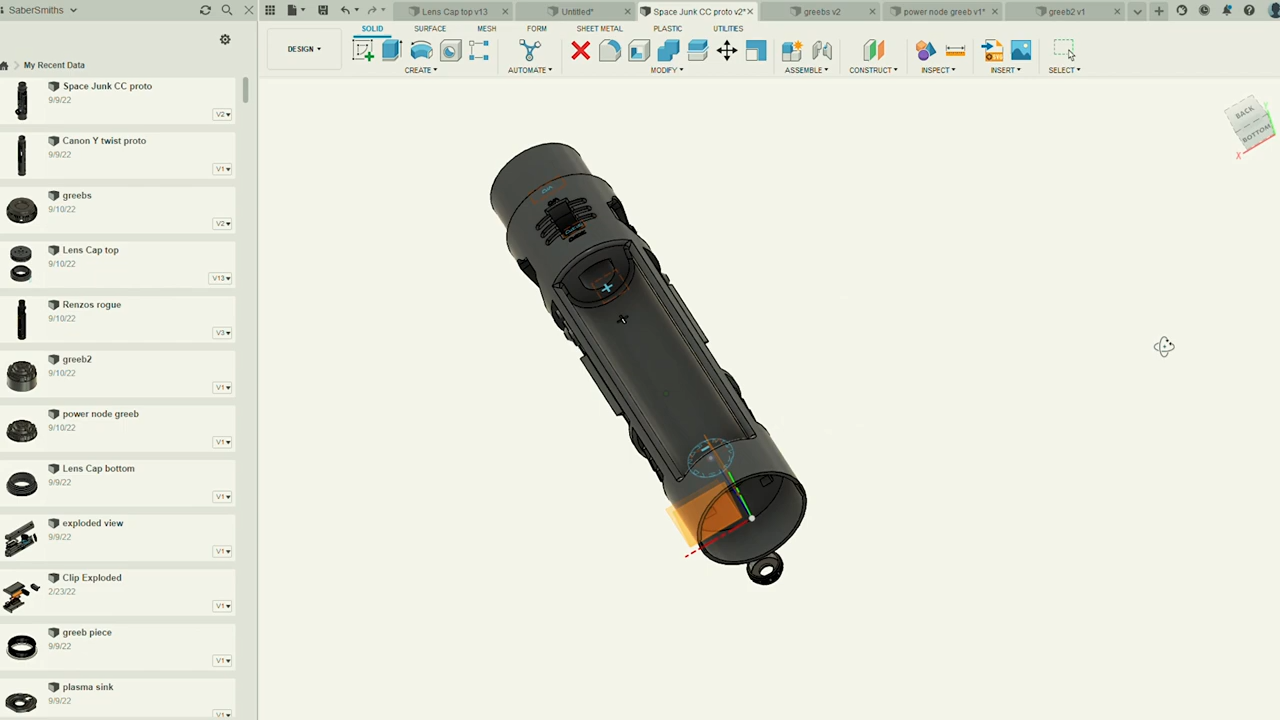 SaberSmiths
Lens Cap top v13
Untitled*
Space Junk CC proto v2*
greebs v2
power node greeb v1*
greeb2 v1
DESIGN
SOLID
SURFACE
MESH
FORM
SHEET METAL
PLASTIC
UTILITIES
CREATE
AUTOMATE
MODIFY
ASSEMBLE
CONSTRUCT
INSPECT
INSERT
SELECT
My Recent Data
Space Junk CC proto
9/9/22
V2
Canon Y twist proto
9/9/22
V1
greebs
9/10/22
V2
Lens Cap top
9/10/22
V13
Renzos rogue
9/10/22
V3
greeb2
9/10/22
V1
power node greeb
9/10/22
V1
Lens Cap bottom
9/9/22
V1
exploded view
9/9/22
V1
Clip Exploded
2/23/22
V1
greeb piece
9/9/22
V1
plasma sink
9/9/22
V1
BACK
BOTTOM
X